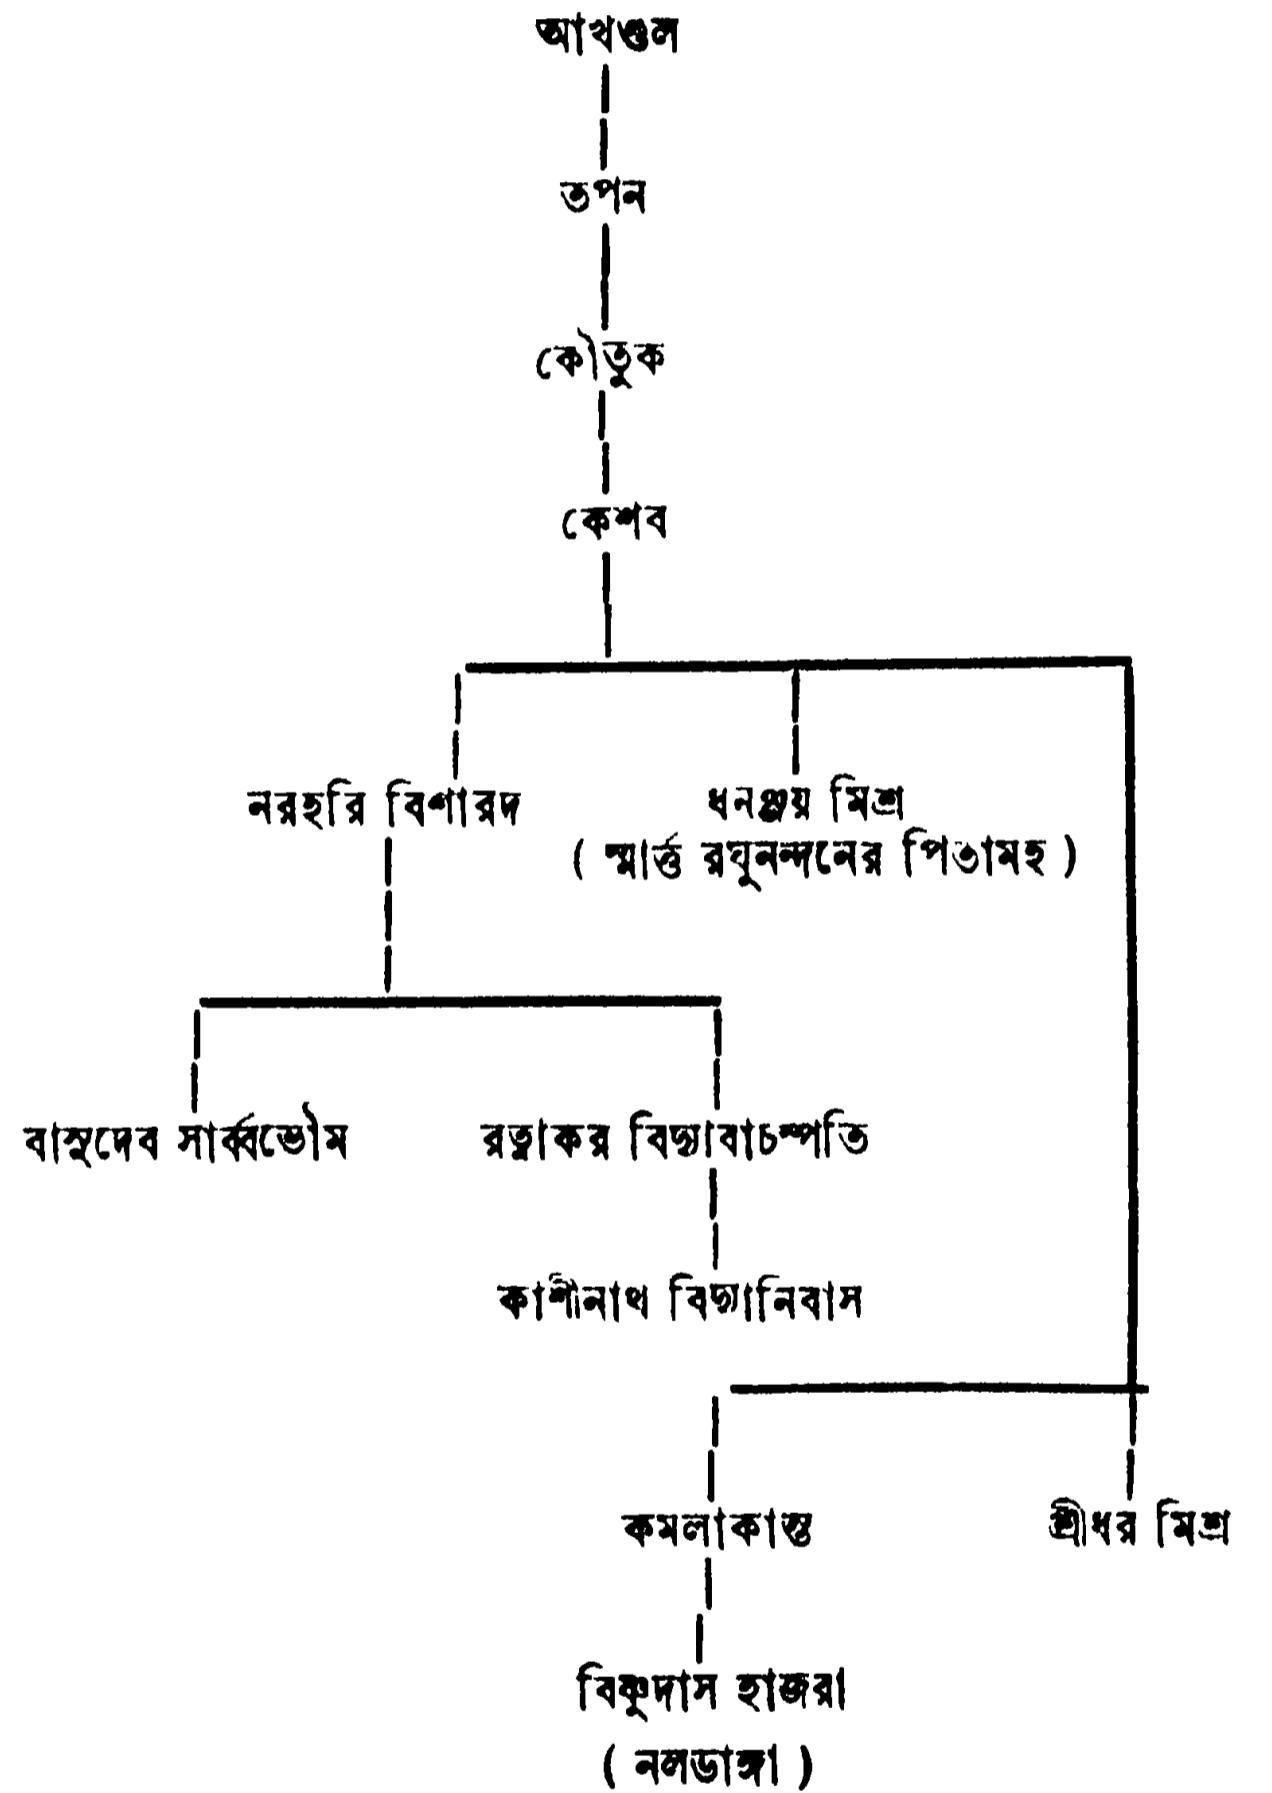 আখণ্ডল
তপন
কৌতুক
কেশব
নরহরি বিশারদ
ধনঞ্জয় মিশ্র
( স্মার্ত্ত রঘুনন্দনের পিতামহ )
বাসুদেব সার্ব্বভৌম
রত্নাকর বিদ্যাবাচস্পতি
কাশীনাথ বিদ্যানিবাস
কমলাকান্ত
শ্রীধর মিশ্র
বিষ্ণুদাস হাজরা
( নলডাঙ্গা )